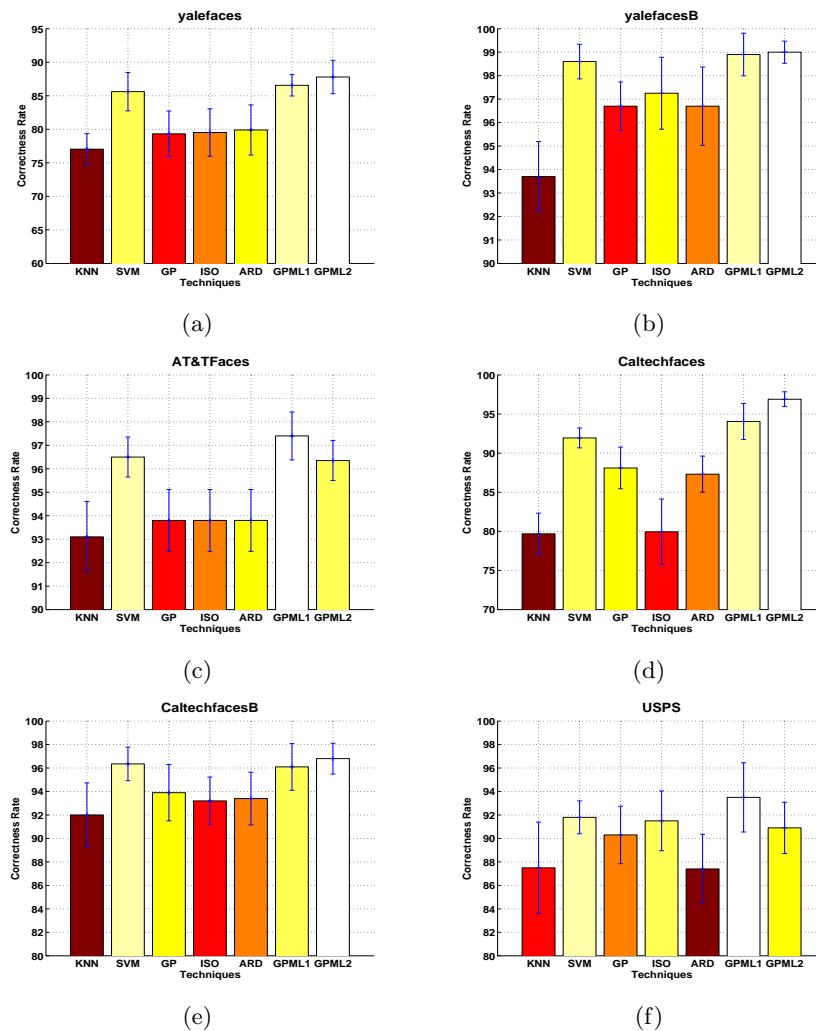 yalefaces
Correctness Rate
95
90
85
80
75
70
65
60
KNN SVM GP ISO ARD GPML1 GPML2
Techniques
(a)
yalefacesB
Correctness Rate
100
99
98
97
96
95
94
93
92
91
90
KNN SVM GP ISO ARD GPML1 GPML2
Techniques
(b)
AT&TFaces
Correctness Rate
100
99
98
97
96
95
94
93
92
91
90
KNN SVM GP ISO ARD GPML1 GPML2
Techniques
(c)
Caltechfaces
Correctness Rate
100
95
90
85
80
75
70
KNN SVM GP ISO ARD GPML1 GPML2
Techniques
(d)
CaltechfacesB
Correctness Rate
100
98
96
94
92
90
88
86
84
82
80
KNN SVM GP ISO ARD GPML1 GPML2
Techniques
(e)
USPS
Correctness Rate
100
98
96
94
92
90
88
86
84
82
80
KNN SVM GP ISO ARD GPML1 GPML2
Techniques
(f)